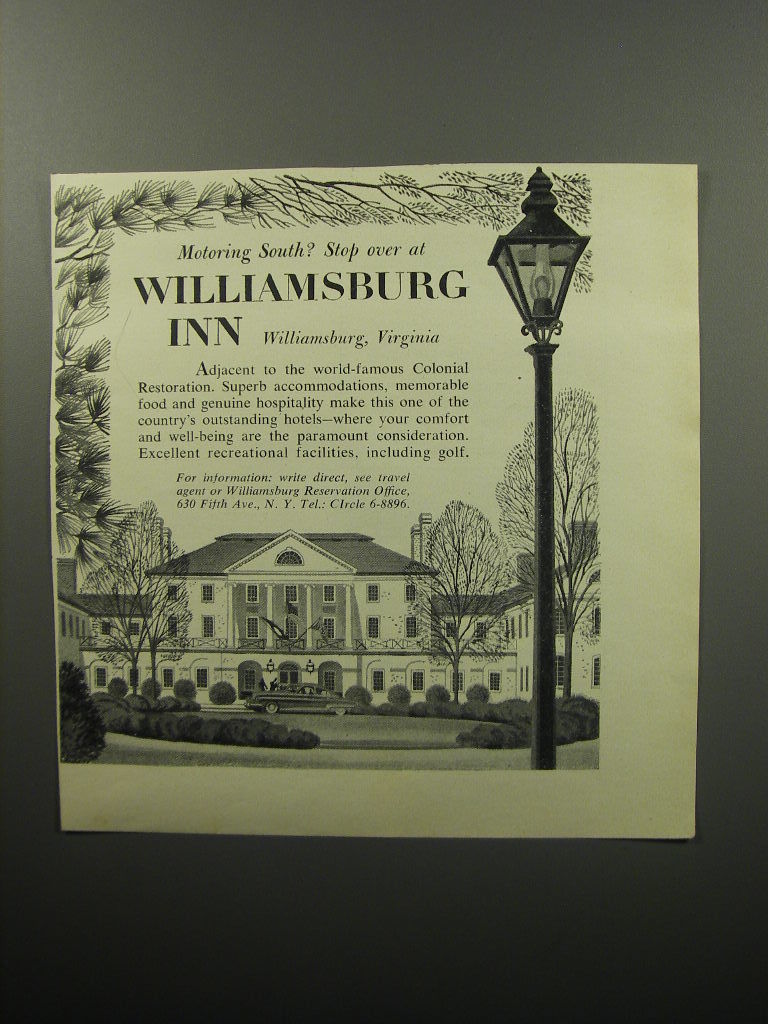 Motoring South? Stop over at
WILLIAMSBURG
INN Williamsburg, Virginia
Adjacent to the world-famous Colonial
Restoration. Superb accommodations, memorable
food and genuine hospitality make this one of the
country's outstanding hotels—where your comfort
and well-being are the paramount consideration.
Excellent recreational facilities, including golf.
For information: write direct, see travel
agent or Williamsburg Reservation Office,
630 Fifth Ave., N. Y. Tel.: CIrcle 6-8896.